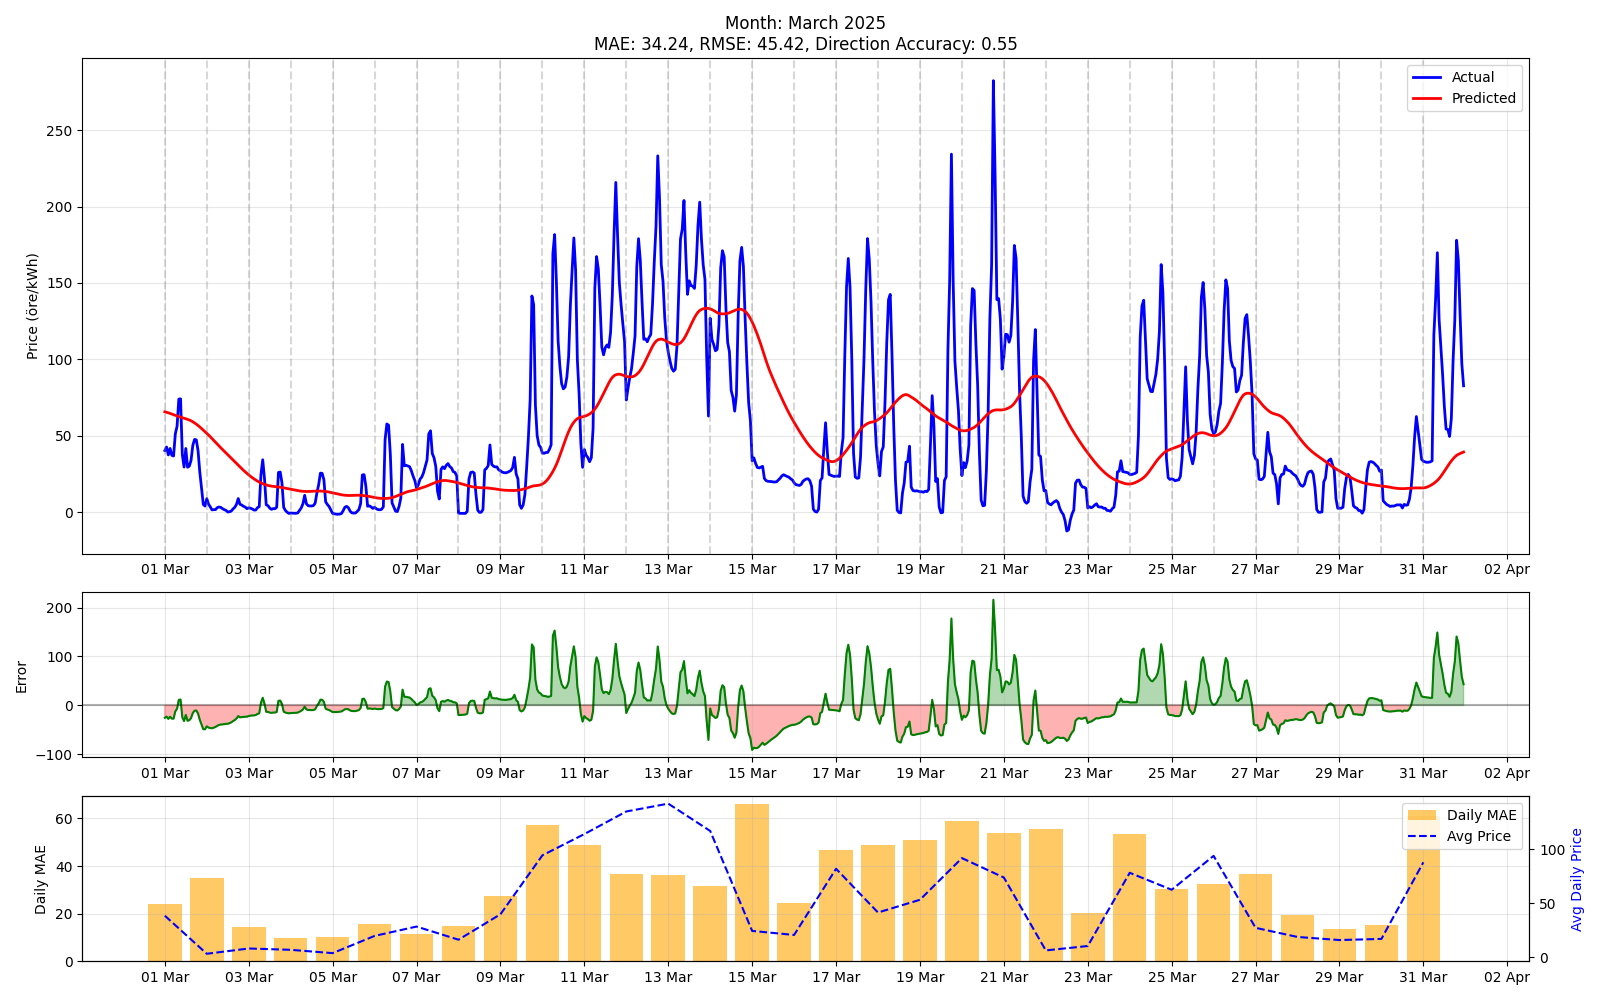 Month: March 2025
MAE: 34.24, RMSE: 45.42, Direction Accuracy: 0.55
Price (öre/kWh)
250
200
150
100
50
0
Actual
Predicted
01 Mar 03 Mar 05 Mar 07 Mar 09 Mar 11 Mar 13 Mar 15 Mar 17 Mar 19 Mar 21 Mar 23 Mar 25 Mar 27 Mar 29 Mar 31 Mar 02 Apr
Error
200
100
0
−100
01 Mar 03 Mar 05 Mar 07 Mar 09 Mar 11 Mar 13 Mar 15 Mar 17 Mar 19 Mar 21 Mar 23 Mar 25 Mar 27 Mar 29 Mar 31 Mar 02 Apr
Daily MAE
60
40
20
0
Daily MAE
Avg Price
100
50
0
Avg Daily Price
01 Mar 03 Mar 05 Mar 07 Mar 09 Mar 11 Mar 13 Mar 15 Mar 17 Mar 19 Mar 21 Mar 23 Mar 25 Mar 27 Mar 29 Mar 31 Mar 02 Apr